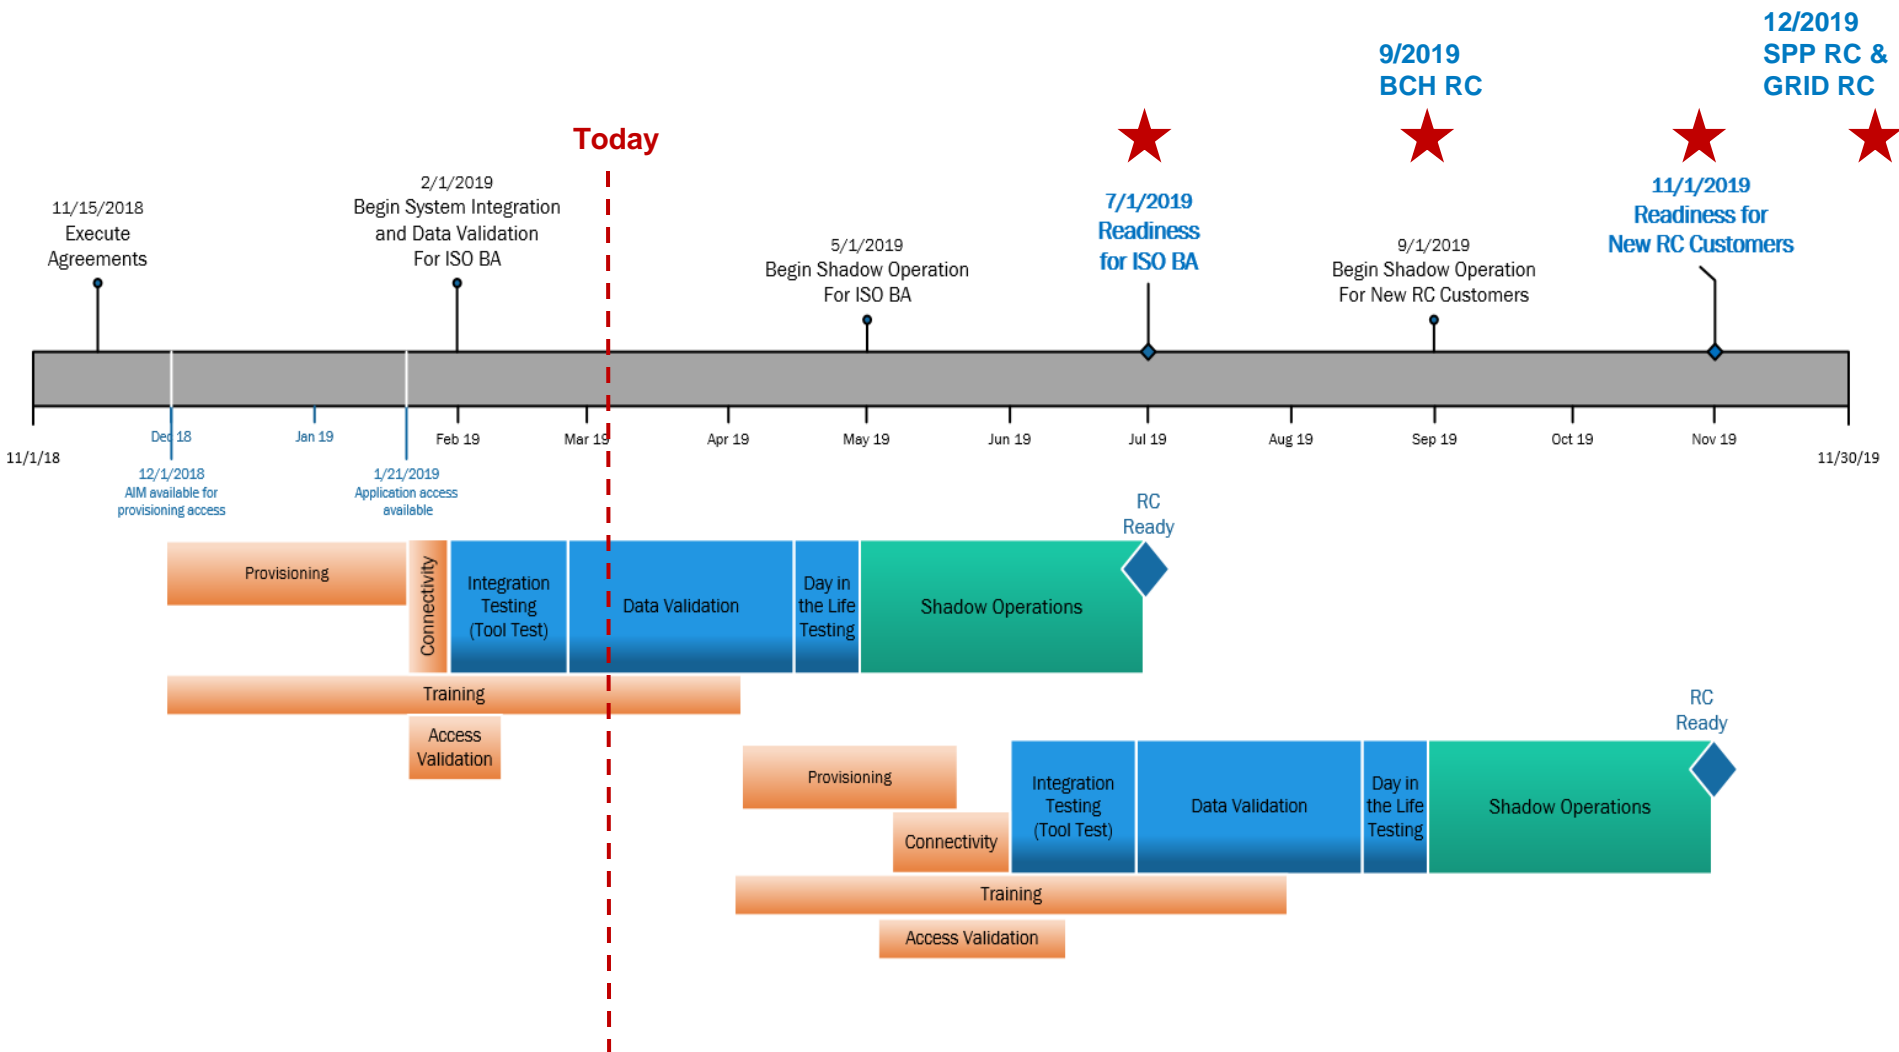 12/2019
SPP RC &
GRID RC
9/2019
BCH RC
Today
11/15/2018
Execute
Agreements
2/1/2019
Begin System Integration
and Data Validation
For ISO BA
5/1/2019
Begin Shadow Operation
For ISO BA
7/1/2019
Readiness
for ISO BA
9/1/2019
Begin Shadow Operation
For New RC Customers
11/1/2019
Readiness for
New RC Customers
11/1/18
Dec 18
Jan 19
Feb 19
Mar 19
Apr 19
May 19
Jun 19
Jul 19
Aug 19
Sep 19
Oct 19
Nov 19
11/30/19
12/1/2018
AIM available for
provisioning access
1/21/2019
Application access
available
RC
Ready
Provisioning
Connectivity
Integration
Testing
(Tool Test)
Data Validation
Day in
the Life
Testing
Shadow Operations
Training
Access
Validation
RC
Ready
Provisioning
Connectivity
Integration
Testing
(Tool Test)
Data Validation
Day in
the Life
Testing
Shadow Operations
Training
Access Validation